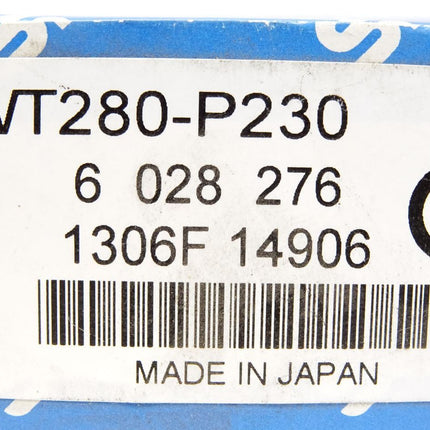 VT280-P230
6 028 276
1306F 14906
MADE IN JAPAN